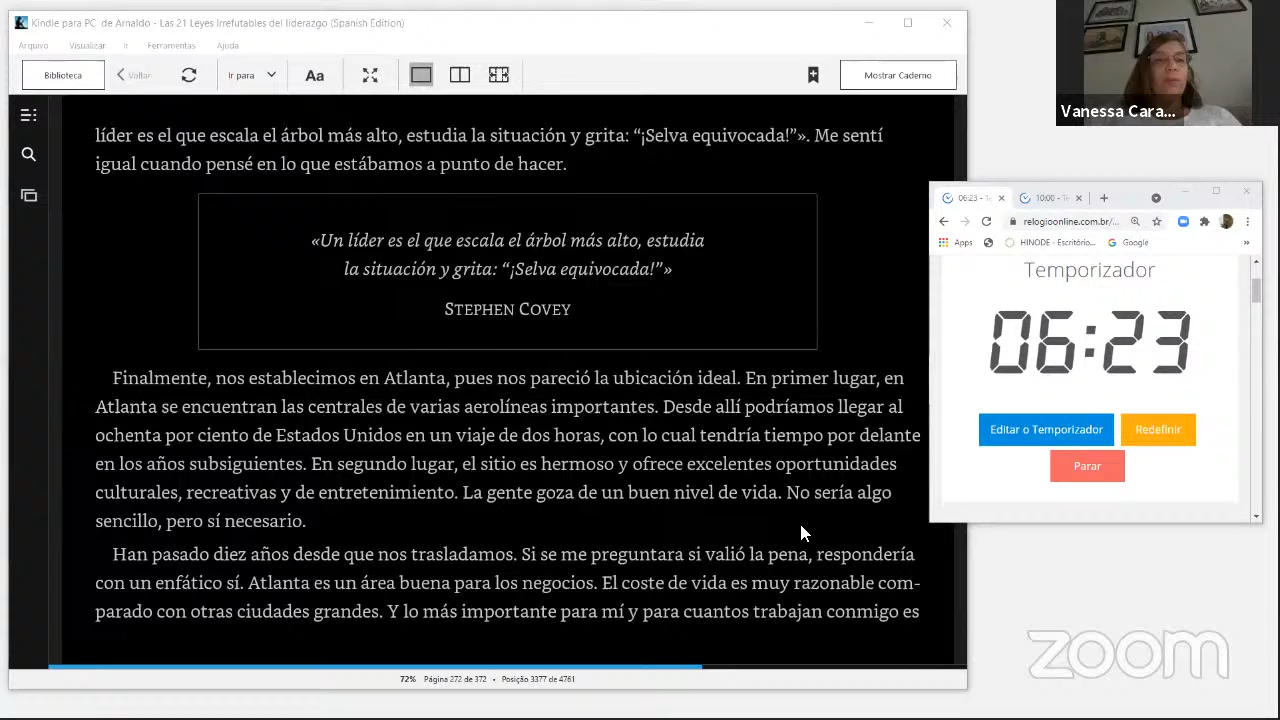 Kindle para PC de Arnaldo - Las 21 Leyes Irrefutables del liderazgo (Spanish Edition)
Arquivo Visualizar Ir Ferramentas Ajuda
Biblioteca Voltar Ir para Aa Mostrar Caderno
líder es el que escala el árbol más alto, estudia la situación y grita: “¡Selva equivocada!”». Me sentí
igual cuando pensé en lo que estábamos a punto de hacer.
«Un líder es el que escala el árbol más alto, estudia
la situación y grita: “¡Selva equivocada!”»
Stephen Covey
Finalmente, nos establecimos en Atlanta, pues nos pareció la ubicación ideal. En primer lugar, en
Atlanta se encuentran las centrales de varias aerolíneas importantes. Desde allí podríamos llegar al
ochenta por ciento de Estados Unidos en un viaje de dos horas, con lo cual tendría tiempo por delante
en los años subsiguientes. En segundo lugar, el sitio es hermoso y ofrece excelentes oportunidades
culturales, recreativas y de entretenimiento. La gente goza de un buen nivel de vida. No sería algo
sencillo, pero sí necesario.
Han pasado diez años desde que nos trasladamos. Si se me preguntara si valió la pena, respondería
con un enfático sí. Atlanta es un área buena para los negocios. El coste de vida es muy razonable com-
parado con otras ciudades grandes. Y lo más importante para mí y para cuantos trabajan conmigo es
72% Página 272 de 372 • Posição 3377 de 4761
Vanessa Cara...
06:23 - Te 10:00 - Te
relogioonline.com.br/...
Apps HINODE - Escritório... Google
Temporizador
06:23
Editar o Temporizador Redefinir
Parar
zoom